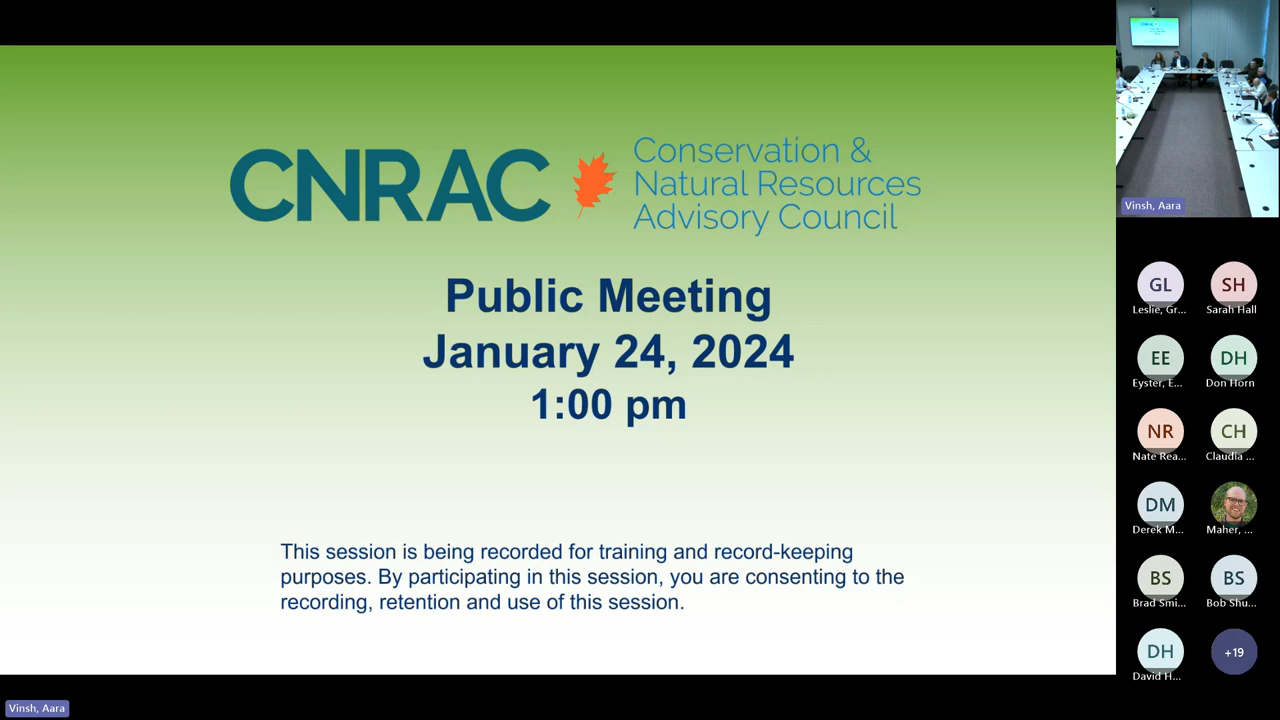 CNRAC
Conservation &
Natural Resources
Advisory Council
Public Meeting
January 24, 2024
1:00 pm
This session is being recorded for training and record-keeping
purposes. By participating in this session, you are consenting to the
recording, retention and use of this session.
Vinsh, Aara
GL
Leslie, Gr...
SH
Sarah Hall
EE
Eyster, E...
DH
Don Horn
NR
Nate Rea...
CH
Claudia ...
DM
Derek M...
Maher, ...
BS
Brad Smi...
BS
Bob Shu...
DH
David H...
+19
Vinsh, Aara